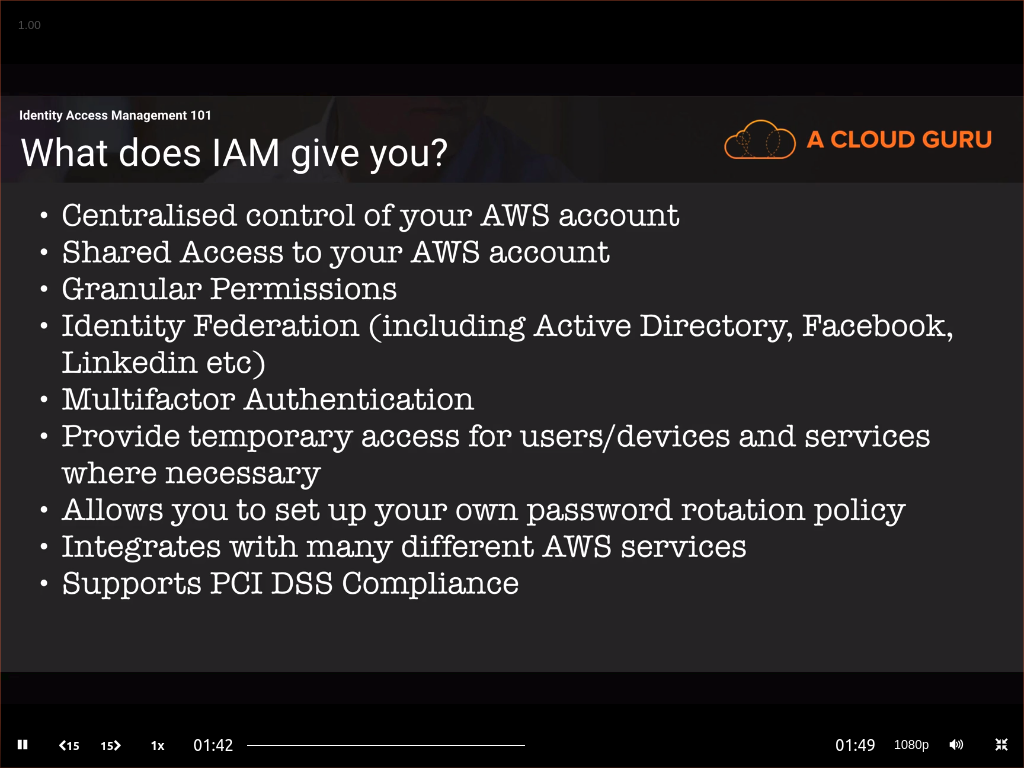 1.00
Identity Access Management 101
What does IAM give you?
A CLOUD GURU
• Centralised control of your AWS account
• Shared Access to your AWS account
• Granular Permissions
• Identity Federation (including Active Directory, Facebook,
Linkedin etc)
• Multifactor Authentication
• Provide temporary access for users/devices and services
where necessary
• Allows you to set up your own password rotation policy
• Integrates with many different AWS services
• Supports PCI DSS Compliance
15 15 1x 01:42 01:49 1080p